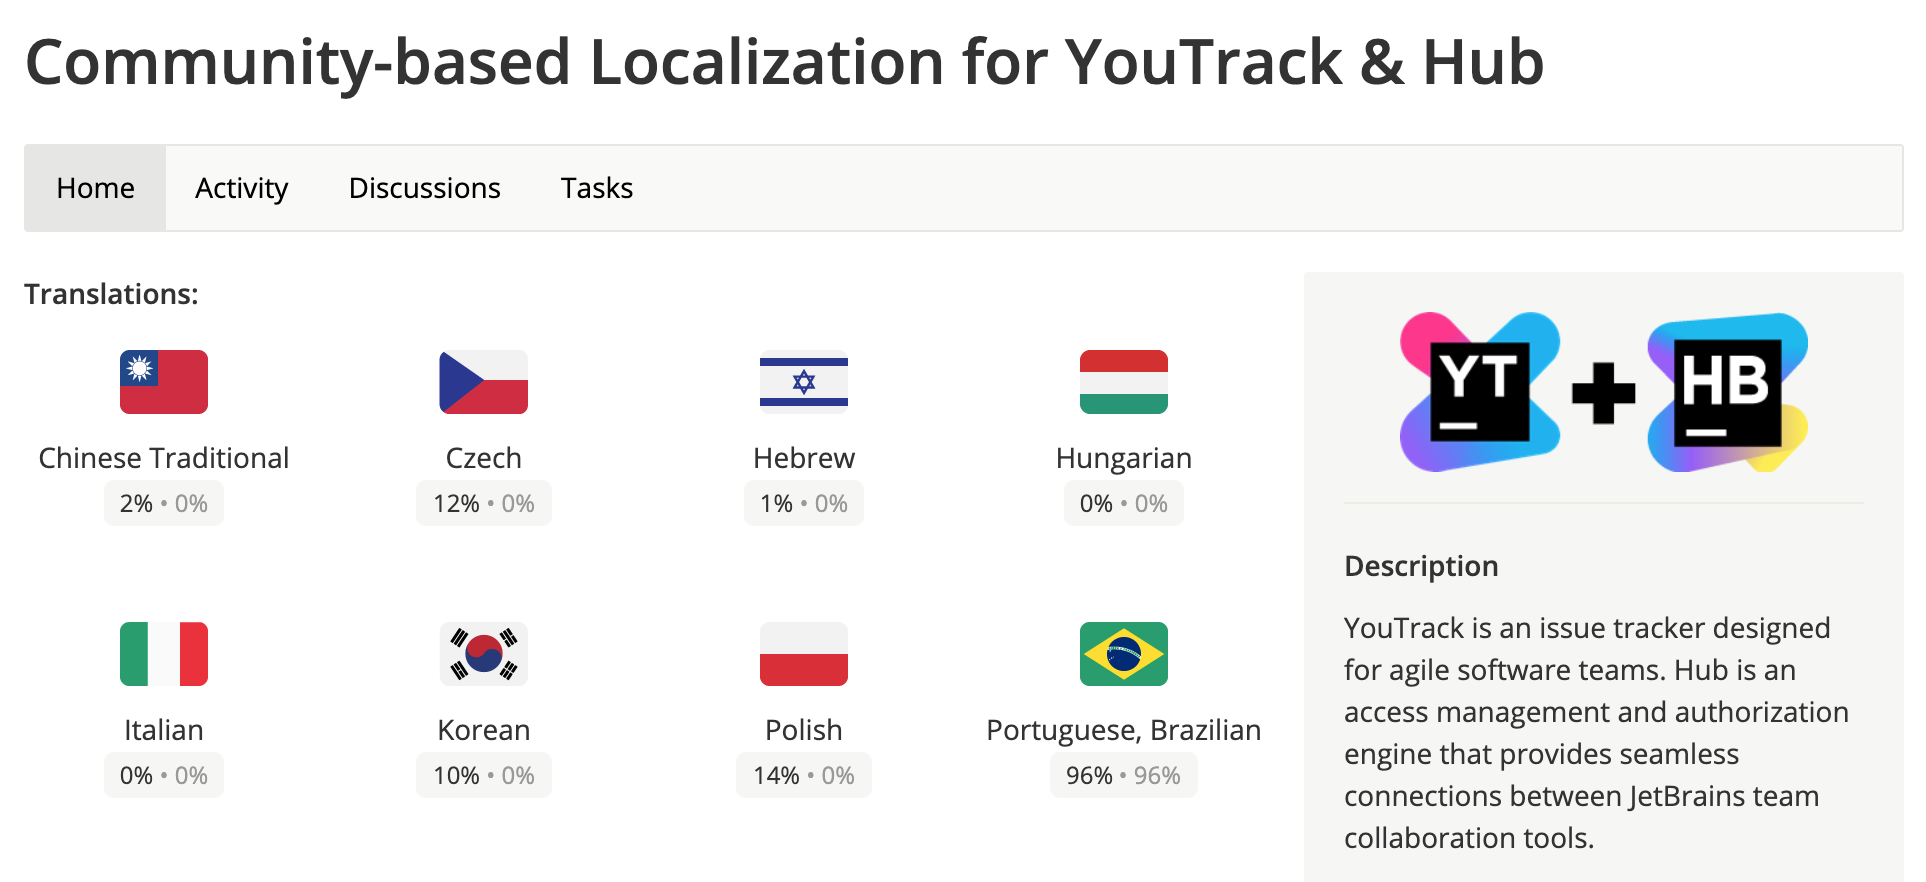 Community-based Localization for YouTrack & Hub
Home
Activity
Discussions
Tasks
Translations:
Chinese Traditional
2% • 0%
Czech
12% • 0%
Hebrew
1% • 0%
Hungarian
0% • 0%
Italian
0% • 0%
Korean
10% • 0%
Polish
14% • 0%
Portuguese, Brazilian
96% • 96%
YT
HB
Description
YouTrack is an issue tracker designed
for agile software teams. Hub is an
access management and authorization
engine that provides seamless
connections between JetBrains team
collaboration tools.